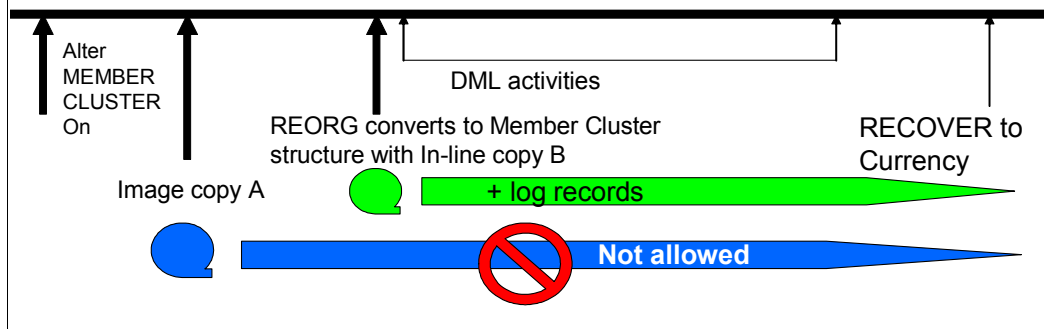 Alter
MEMBER
CLUSTER
On
DML activities
REORG converts to Member Cluster
structure with In-line copy B
RECOVER to
Currency
Image copy A
+ log records
Not allowed